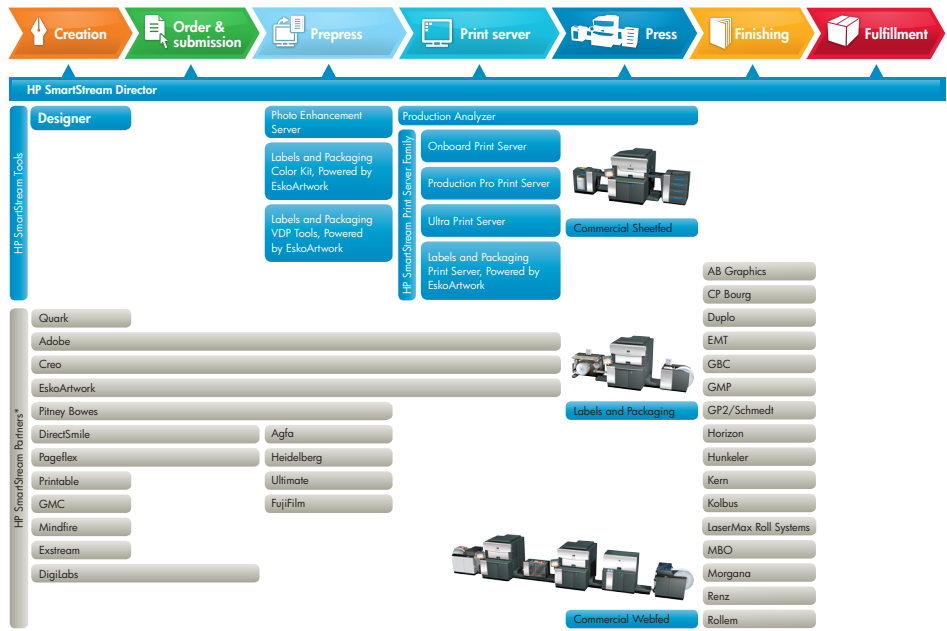 Creation
Order &
submission
Prepress
Print server
Press
Finishing
Fulfillment
HP SmartStream Director
HP SmartStream Tools
Designer
Photo Enhancement
Server
Labels and Packaging
Color Kit, Powered by
EskoArtwork
Labels and Packaging
VDP Tools, Powered
by EskoArtwork
Production Analyzer
HP SmartStream Print Server Family
Onboard Print Server
Production Pro Print Server
Ultra Print Server
Labels and Packaging
Print Server, Powered by
EskoArtwork
Commercial Sheetfed
HP SmartStream Partners*
Quark
Adobe
Creo
EskoArtwork
Pitney Bowes
DirectSmile
Pageflex
Printable
GMC
Mindfire
Exstream
DigiLabs
Agfa
Heidelberg
Ultimate
FujiFilm
Labels and Packaging
Commercial Webfed
AB Graphics
CP Bourg
Duplo
EMT
GBC
GMP
GP2/Schmedt
Horizon
Hunkeler
Kern
Kolbus
LaserMax Roll Systems
MBO
Morgana
Renz
Rollem